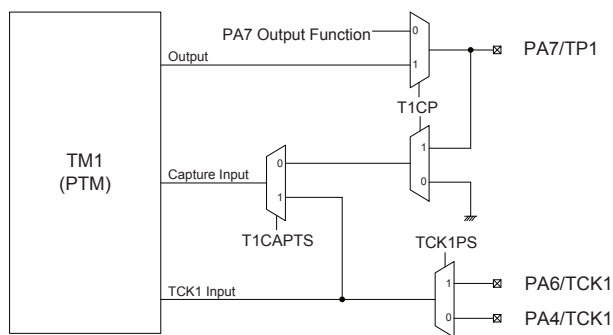 PA7 Output Function
0
PA7/TP1
Output
1
T1CP
TM1
(PTM)
1
0
Capture Input
0
1
T1CAPTS
TCK1PS
TCK1 Input
1
PA6/TCK1
0
PA4/TCK1